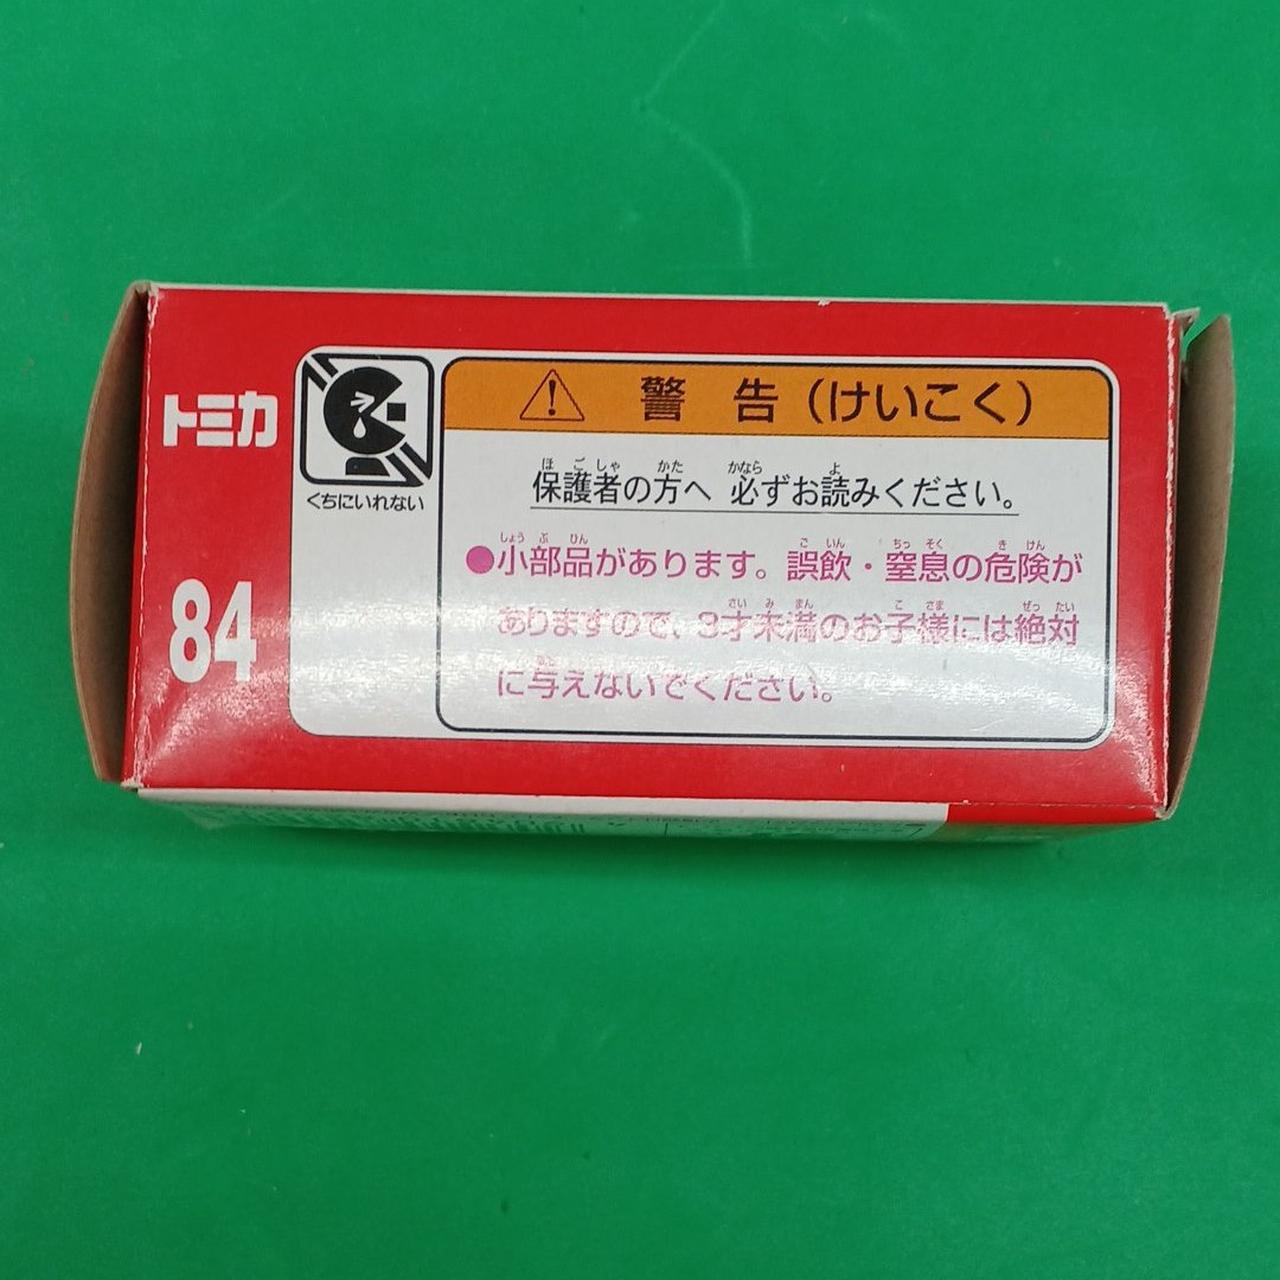 トミカ
84
くちにいれない
警告（けいこく）
保護者の方へ 必ずお読みください。
●小部品があります。誤飲・窒息の危険が
ありますので、3才未満のお子様には絶対
に与えないでください。